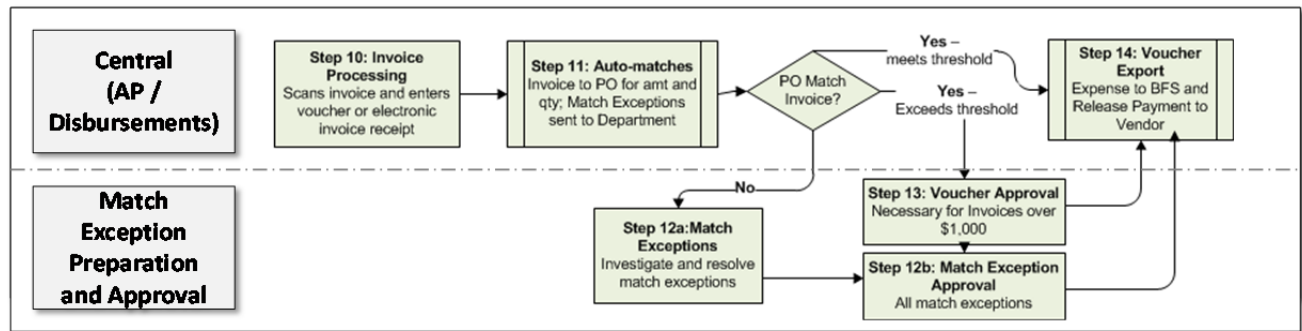 Central
(AP /
Disbursements)
Step 10: Invoice
Processing
Scans invoice and enters
voucher or electronic
invoice receipt
Step 11: Auto-matches
Invoice to PO for amt and
qty; Match Exceptions
sent to Department
PO Match
Invoice?
Yes –
meets threshold
Yes –
Exceeds threshold
Step 14: Voucher
Export
Expense to BFS and
Release Payment to
Vendor
Match
Exception
Preparation
and Approval
No
Step 12a:Match
Exceptions
Investigate and resolve
match exceptions
Step 13: Voucher Approval
Necessary for Invoices over
$1,000
Step 12b: Match Exception
Approval
All match exceptions